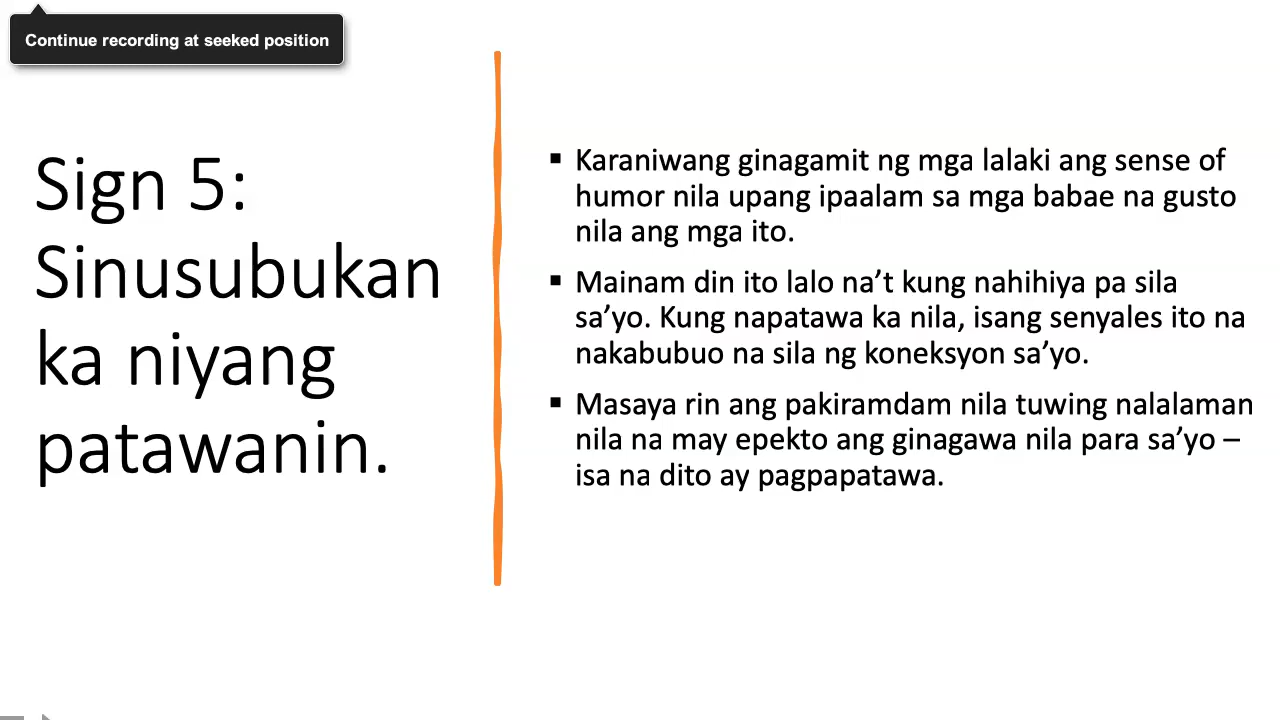 Continue recording at seeked position
Sign 5:
Sinusubukan
ka niyang
patawanin.
▪ Karaniwang ginagamit ng mga lalaki ang sense of
humor nila upang ipaalam sa mga babae na gusto
nila ang mga ito.
▪ Mainam din ito lalo na’t kung nahihiya pa sila
sa’yo. Kung napatawa ka nila, isang senyales ito na
nakabubuo na sila ng koneksyon sa’yo.
▪ Masaya rin ang pakiramdam nila tuwing nalalaman
nila na may epekto ang ginagawa nila para sa’yo –
isa na dito ay pagpapatawa.